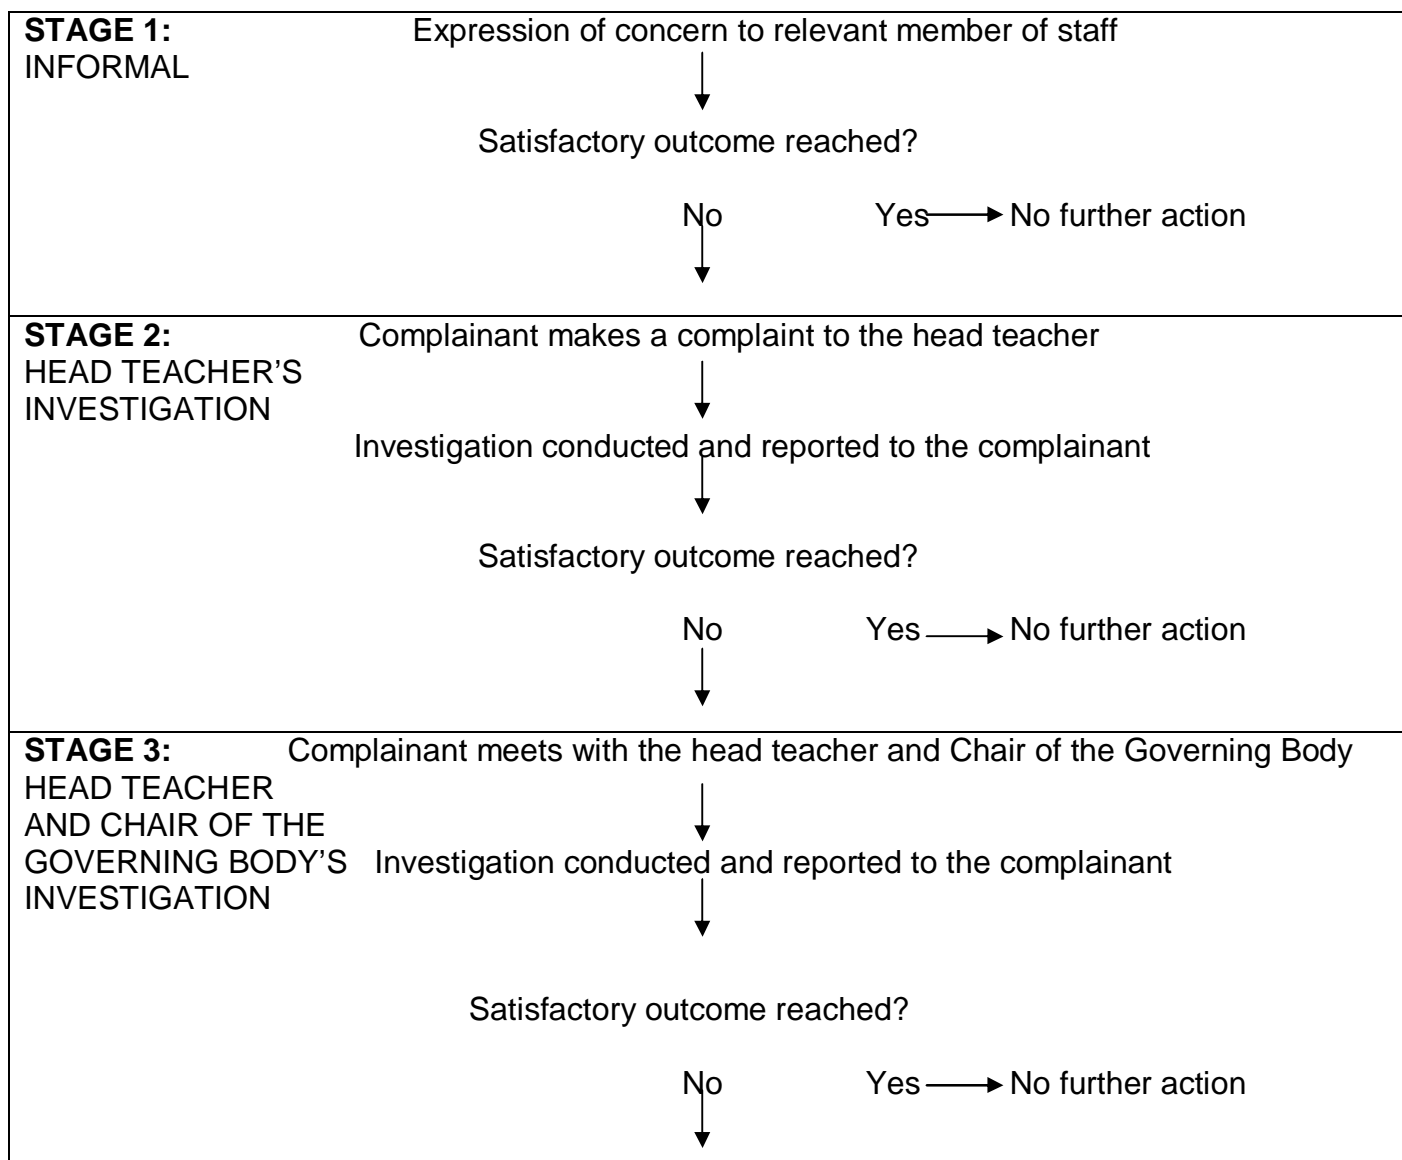 STAGE 1: Expression of concern to relevant member of staff
INFORMAL
Satisfactory outcome reached?
No Yes No further action
STAGE 2: Complainant makes a complaint to the head teacher
HEAD TEACHER’S
INVESTIGATION
Investigation conducted and reported to the complainant
Satisfactory outcome reached?
No Yes No further action
STAGE 3: Complainant meets with the head teacher and Chair of the Governing Body
HEAD TEACHER
AND CHAIR OF THE
GOVERNING BODY’S Investigation conducted and reported to the complainant
INVESTIGATION
Satisfactory outcome reached?
No Yes No further action